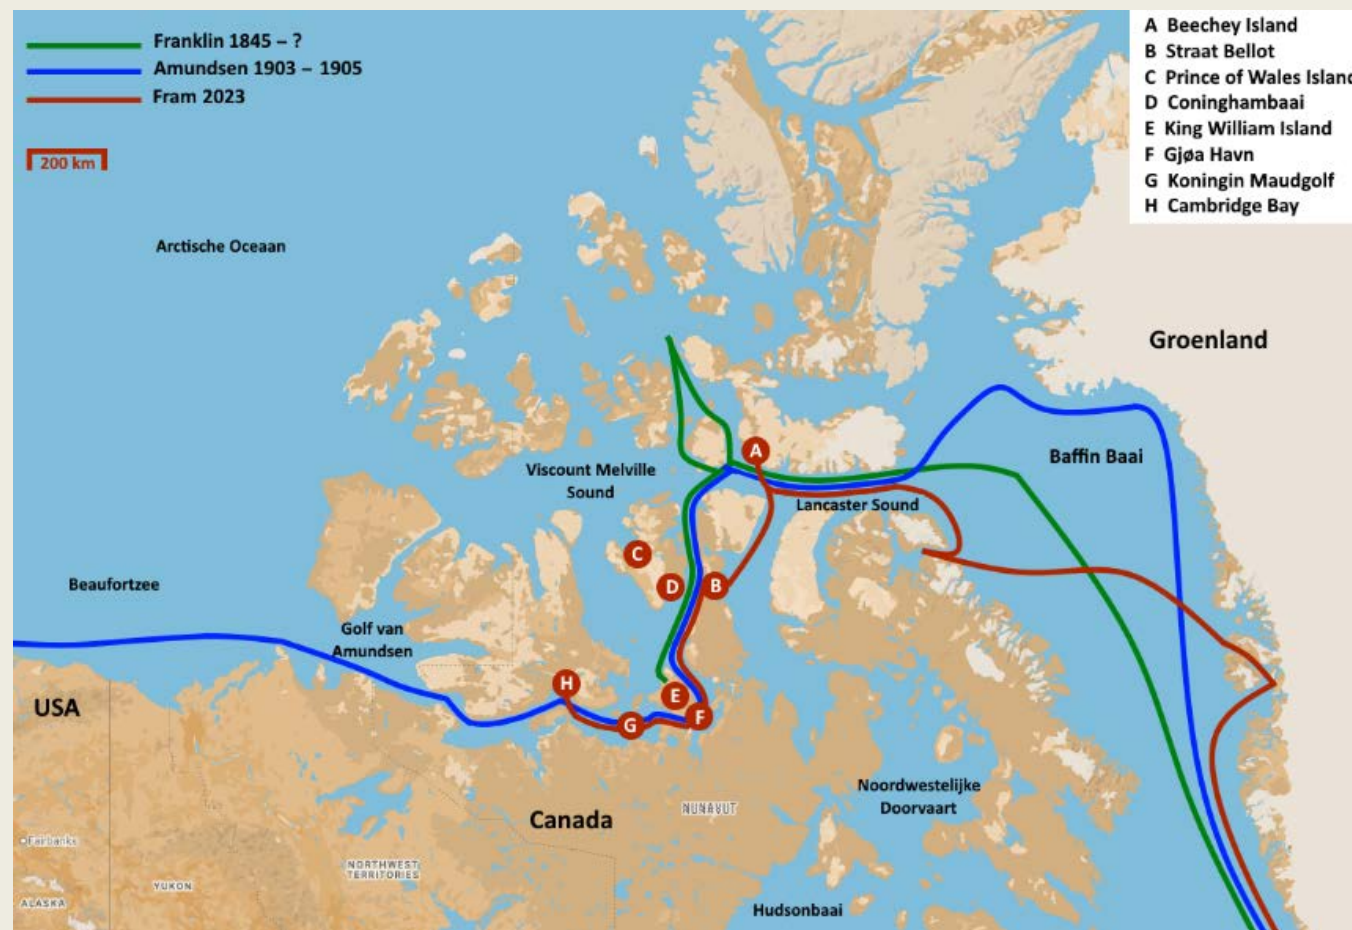 Franklin 1845 – ?
Amundsen 1903 – 1905
Fram 2023
200 km
A Beechey Island
B Straat Bellot
C Prince of Wales Island
D Coninghambaai
E King William Island
F Gjøa Havn
G Koningin Maudgolf
H Cambridge Bay
Arctische Oceaan
Groenland
A
Baffin Baai
Viscount Melville
Sound
Lancaster Sound
C
D
B
Beaufortzee
Golf van
Amundsen
H
E
F
G
USA
Noordwestelijke
Doorvaart
Canada
NUNAVUT
Fairbanks
NORTHWEST
TERRITORIES
YUKON
ALASKA
Hudsonbaai